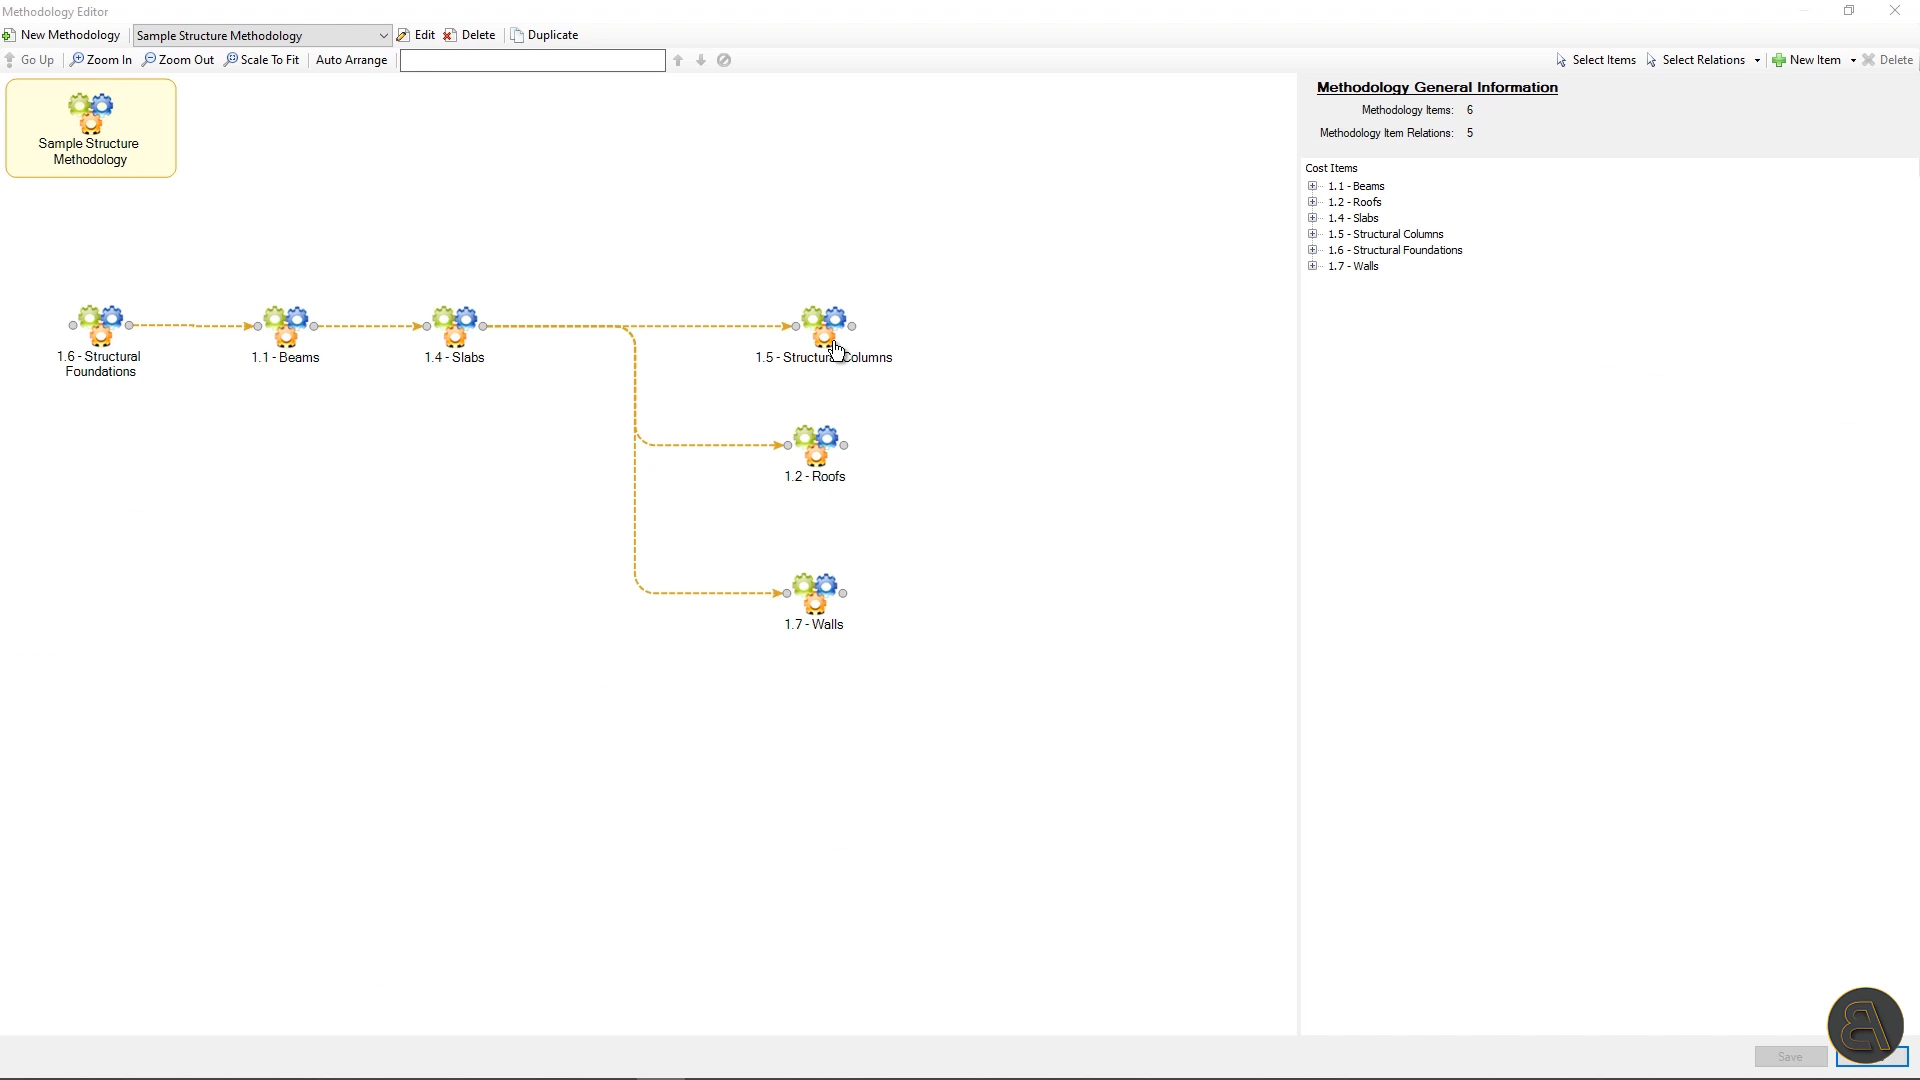 Methodology Editor
New Methodology Sample Structure Methodology Edit Delete Duplicate
Go Up Zoom In Zoom Out Scale To Fit Auto Arrange Select Items Select Relations New Item Delete
Sample Structure
Methodology
1.6 - Structural
Foundations
1.1 - Beams
1.4 - Slabs
1.5 - Structural Columns
1.2 - Roofs
1.7 - Walls
Methodology General Information
Methodology Items: 6
Methodology Item Relations: 5
Cost Items
1.1 - Beams
1.2 - Roofs
1.4 - Slabs
1.5 - Structural Columns
1.6 - Structural Foundations
1.7 - Walls
Save